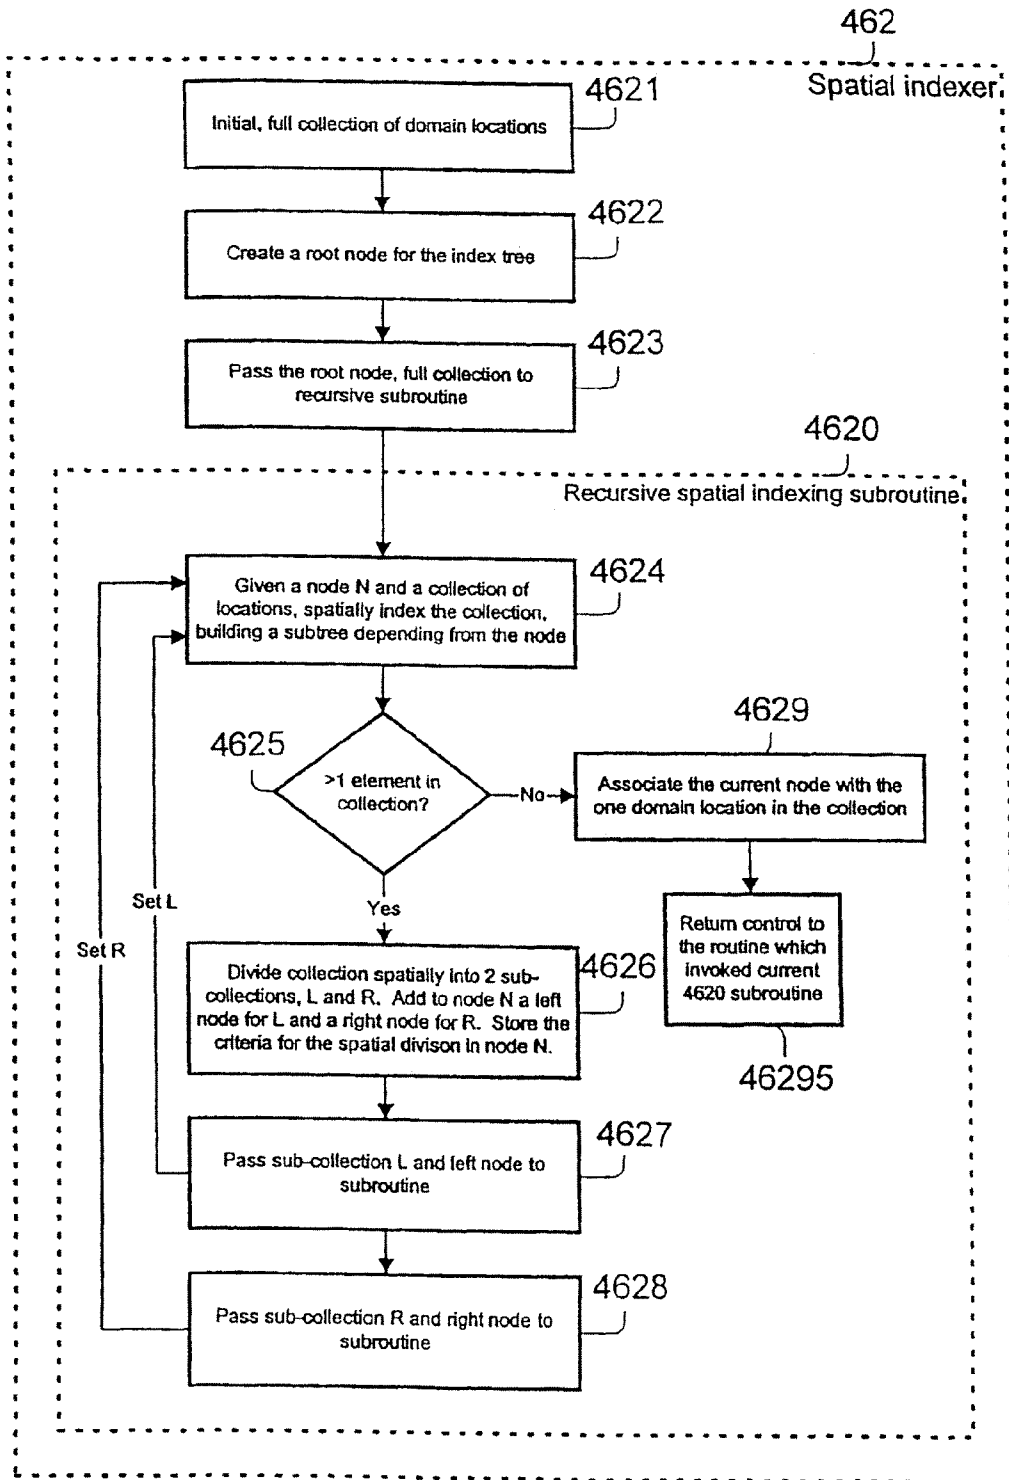 462
Spatial indexer
4621
Initial, full collection of domain locations
4622
Create a root node for the index tree
4623
Pass the root node, full collection to
recursive subroutine
4620
Recursive spatial indexing subroutine
4624
Given a node N and a collection of
locations, spatially index the collection,
building a subtree depending from the node
4625
>1 element in
collection?
No
4629
Associate the current node with the
one domain location in the collection
Return control to
the routine which
invoked current
4620 subroutine
46295
Yes
Set L
Set R
4626
Divide collection spatially into 2 sub-
collections, L and R. Add to node N a left
node for L and a right node for R. Store the
criteria for the spatial divison in node N.
4627
Pass sub-collection L and left node to
subroutine
4628
Pass sub-collection R and right node to
subroutine